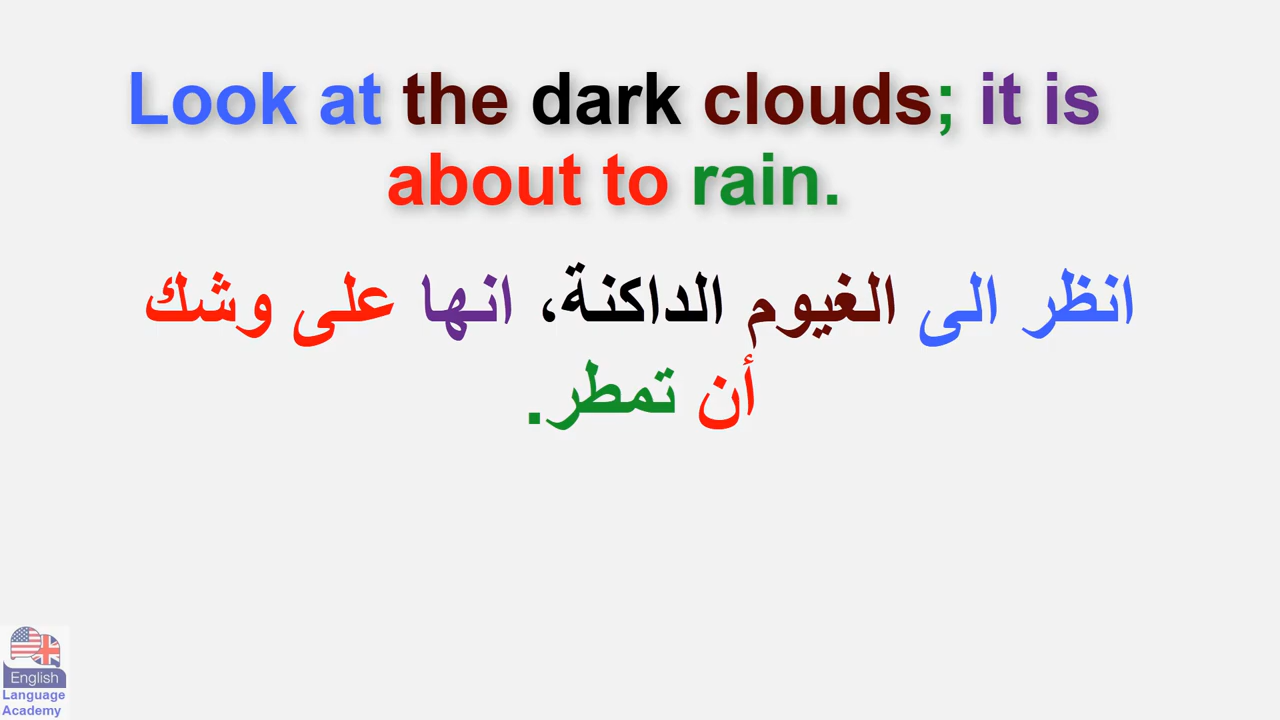 Look at the dark clouds; it is
about to rain.
انظر الى الغيوم الداكنة، انها على وشك
أن تمطر.
English
Language
Academy